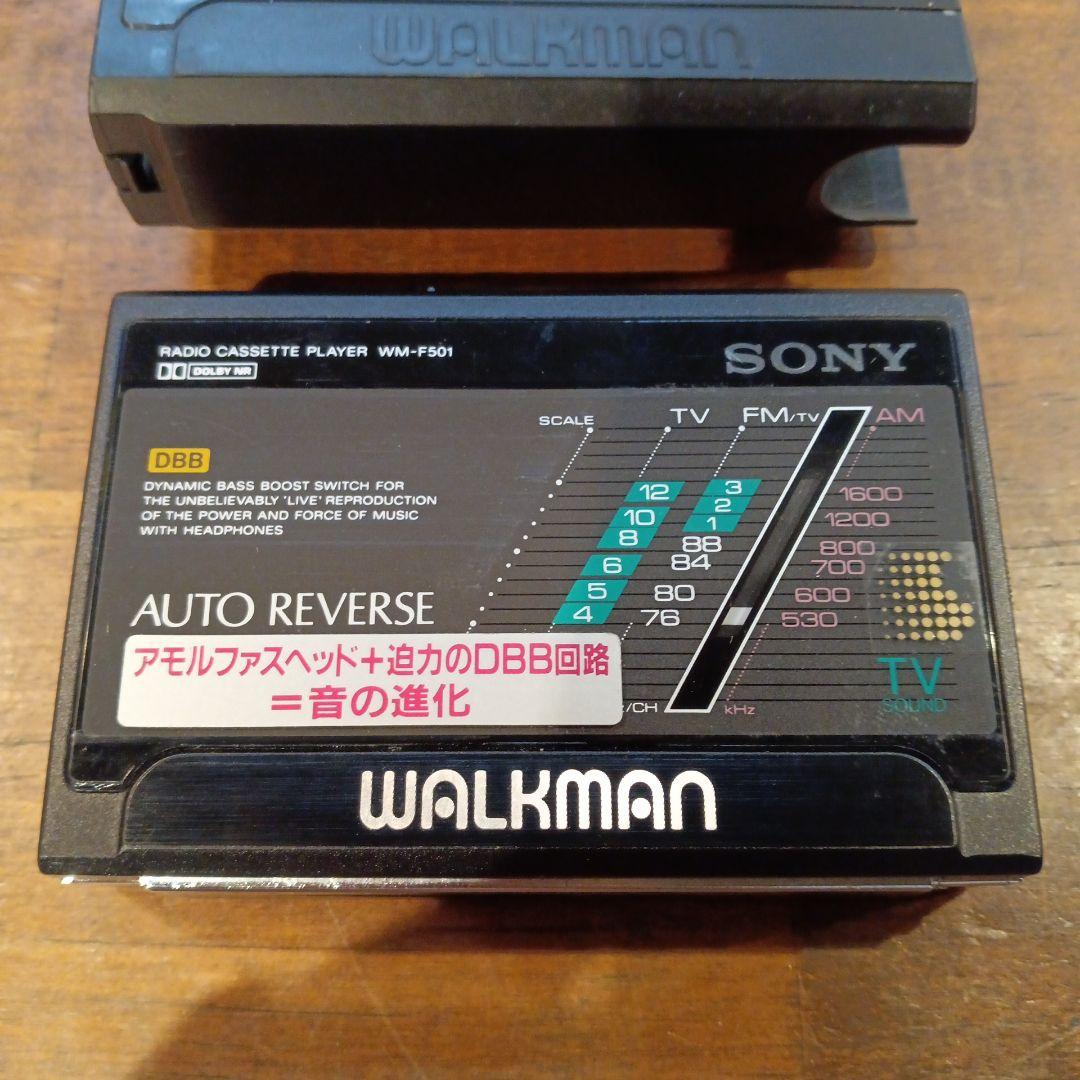 WALKMAN
RADIO CASSETTE PLAYER WM-F501
DOLBY NR
SONY
SCALE TV FM/TV AM
DBB
DYNAMIC BASS BOOST SWITCH FOR
THE UNBELIEVABLY 'LIVE' REPRODUCTION
OF THE POWER AND FORCE OF MUSIC
WITH HEADPHONES
12 3 1600
10 2 1200
8 1
88 800
6 84 700
5 80 600
4 76 530
AUTO REVERSE
アモルファスヘッド+迫力のDBB回路
=音の進化
/CH kHz
TV
SOUND
WALKMAN